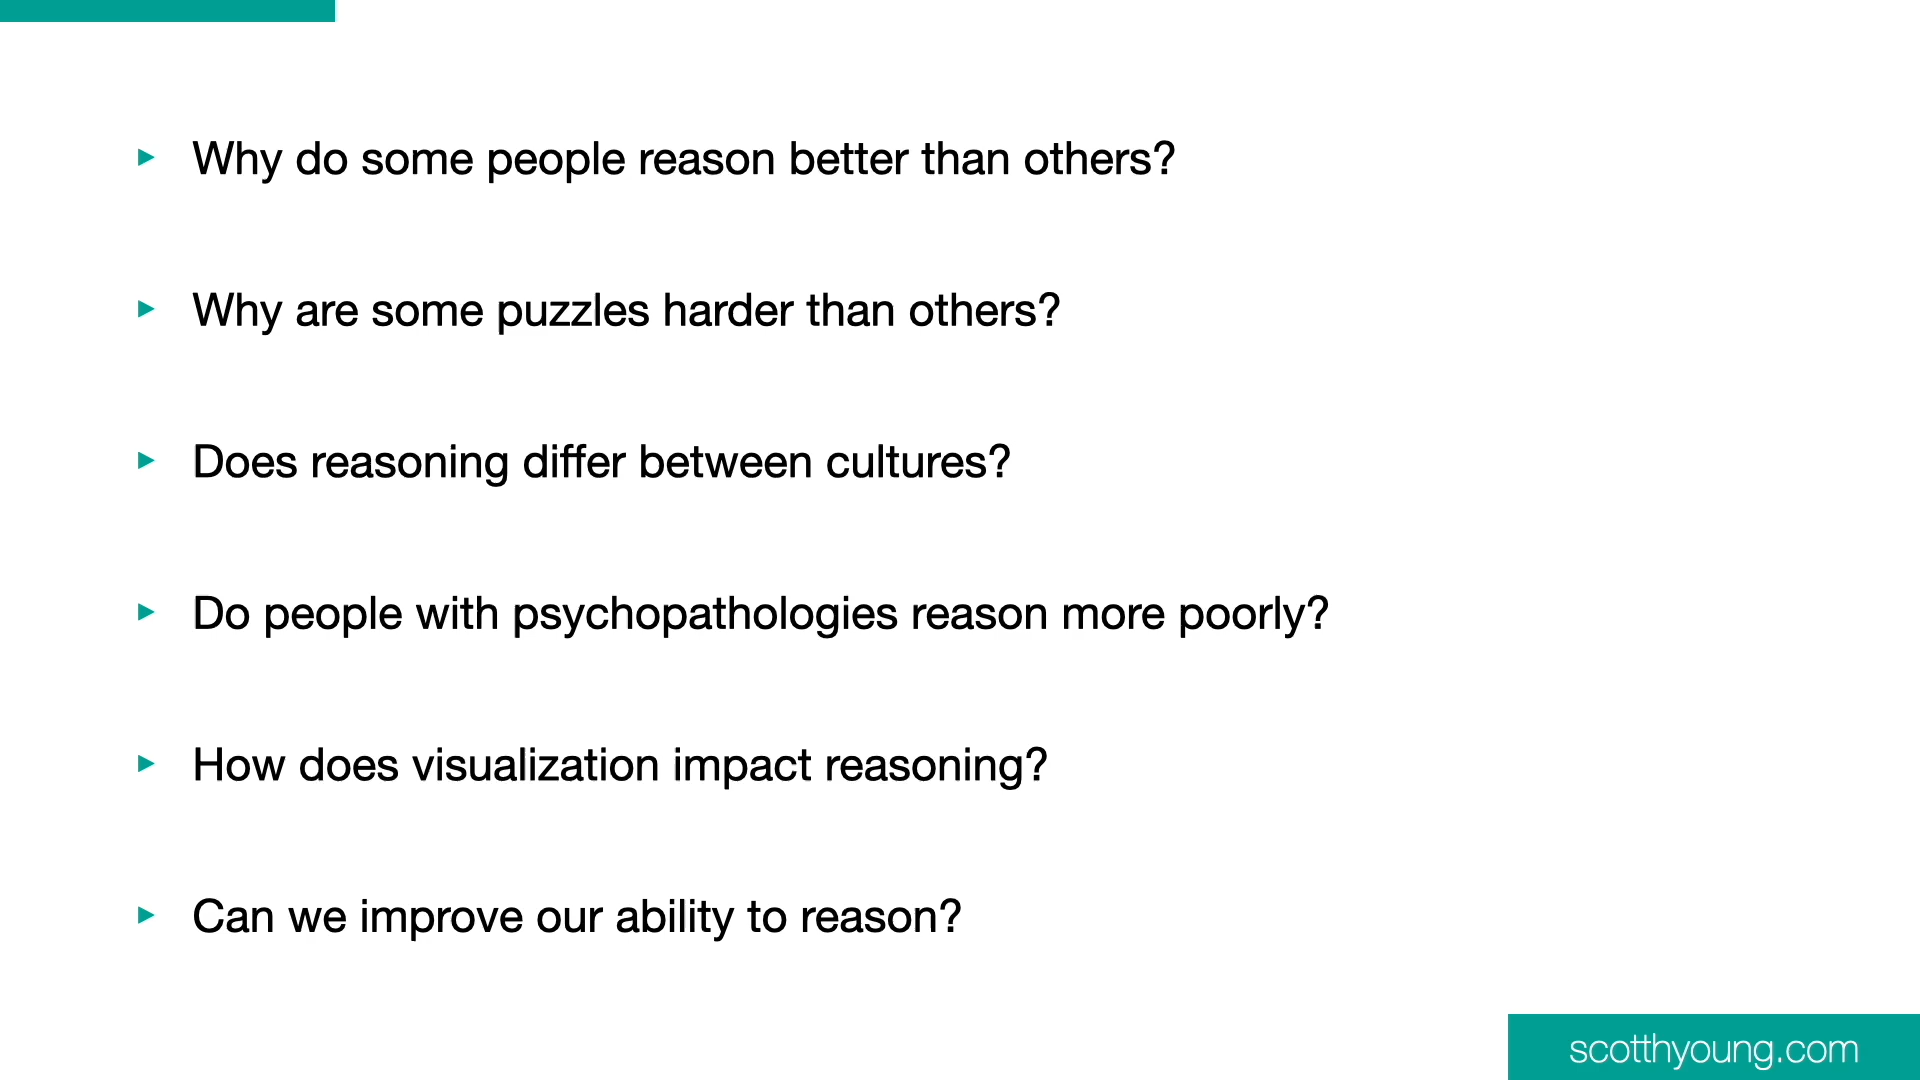 Why do some people reason better than others?
Why are some puzzles harder than others?
Does reasoning differ between cultures?
Do people with psychopathologies reason more poorly?
How does visualization impact reasoning?
Can we improve our ability to reason?
scotthyoung.com